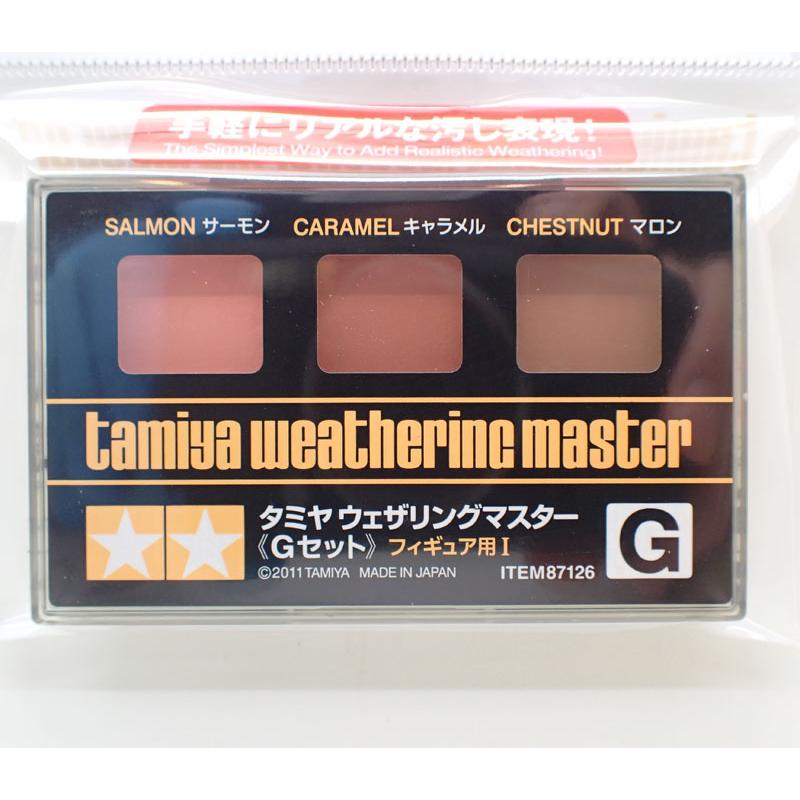 手軽にリアルな汚し表現!
The Simplest Way to Add Realistic Weathering!
SALMON サーモン CARAMEL キャラメル CHESTNUT マロン
tamiya weathering master
タミヤ ウェザリングマスター
《Gセット》 フィギュア用 I
©2011 TAMIYA MADE IN JAPAN ITEM 87126
G